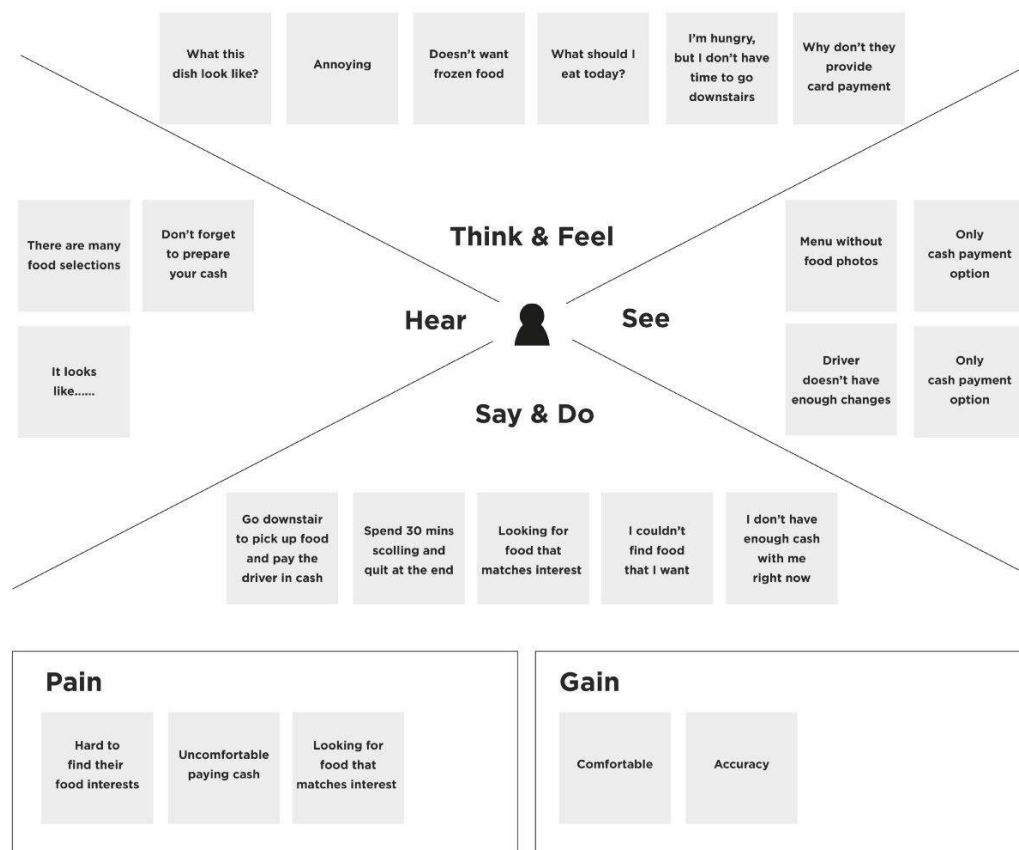 What this
dish look like?
Annoying
Doesn't want
frozen food
What should I
eat today?
I'm hungry,
but I don't have
time to go
downstairs
Why don't they
provide
card payment
Think & Feel
There are many
food selections
Don't forget
to prepare
your cash
It looks
like......
Hear
See
Menu without
food photos
Only
cash payment
option
Driver
doesn't have
enough changes
Only
cash payment
option
Say & Do
Go downstair
to pick up food
and pay the
driver in cash
Spend 30 mins
scolling and
quit at the end
Looking for
food that
matches interest
I couldn't
find food
that I want
I don't have
enough cash
with me
right now
Pain
Hard to
find their
food interests
Uncomfortable
paying cash
Looking for
food that
matches interest
Gain
Comfortable
Accuracy